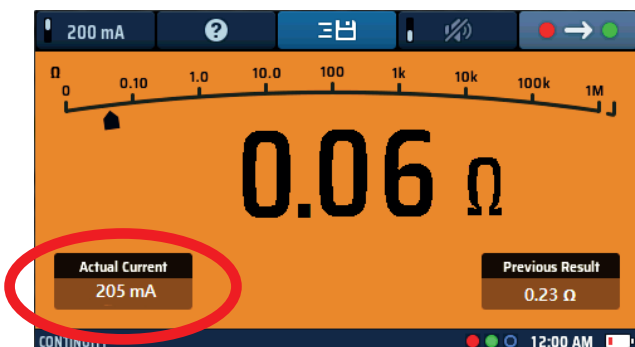 200 mA ?
Ω
0 0.10 1.0 10.0 100 1k 10k 100k 1M
0.06 Ω
Actual Current
205 mA
Previous Result
0.23 Ω
CONTINUITY
12:00 AM